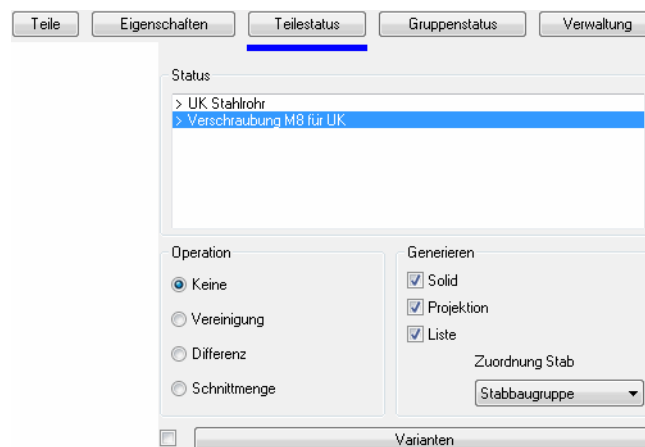 Teile Eigenschaften Teilestatus Gruppenstatus Verwaltung
Status
> UK Stahlrohr
> Verschraubung M8 für UK
Operation
Keine
Vereinigung
Differenz
Schnittmenge
Generieren
Solid
Projektion
Liste
Zuordnung Stab
Stabbaugruppe
Varianten